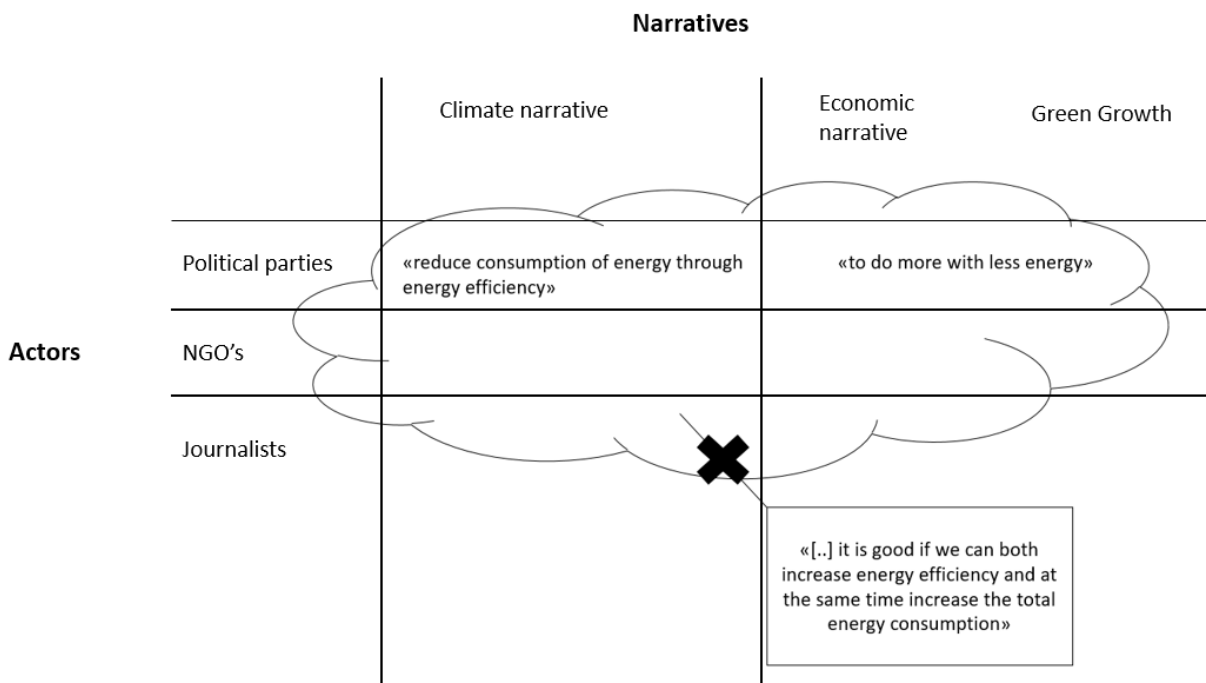 Narratives
Climate narrative
Economic
narrative
Green Growth
Political parties
«reduce consumption of energy through
energy efficiency»
«to do more with less energy»
Actors
NGO's
Journalists
«[..] it is good if we can both
increase energy efficiency and at
the same time increase the total
energy consumption»